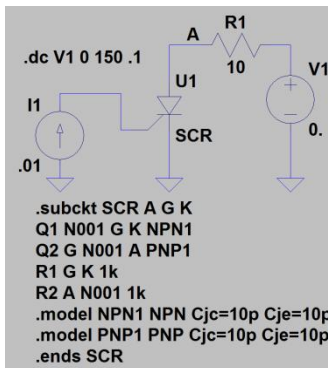 A
R1
.dc V1 0 150 .1
10
V1
U1
I1
SCR
0.
.01
.subckt SCR A G K
Q1 N001 G K NPN1
Q2 G N001 A PNP1
R1 G K 1k
R2 A N001 1k
.model NPN1 NPN Cjc=10p Cje=10p
.model PNP1 PNP Cjc=10p Cje=10p
.ends SCR